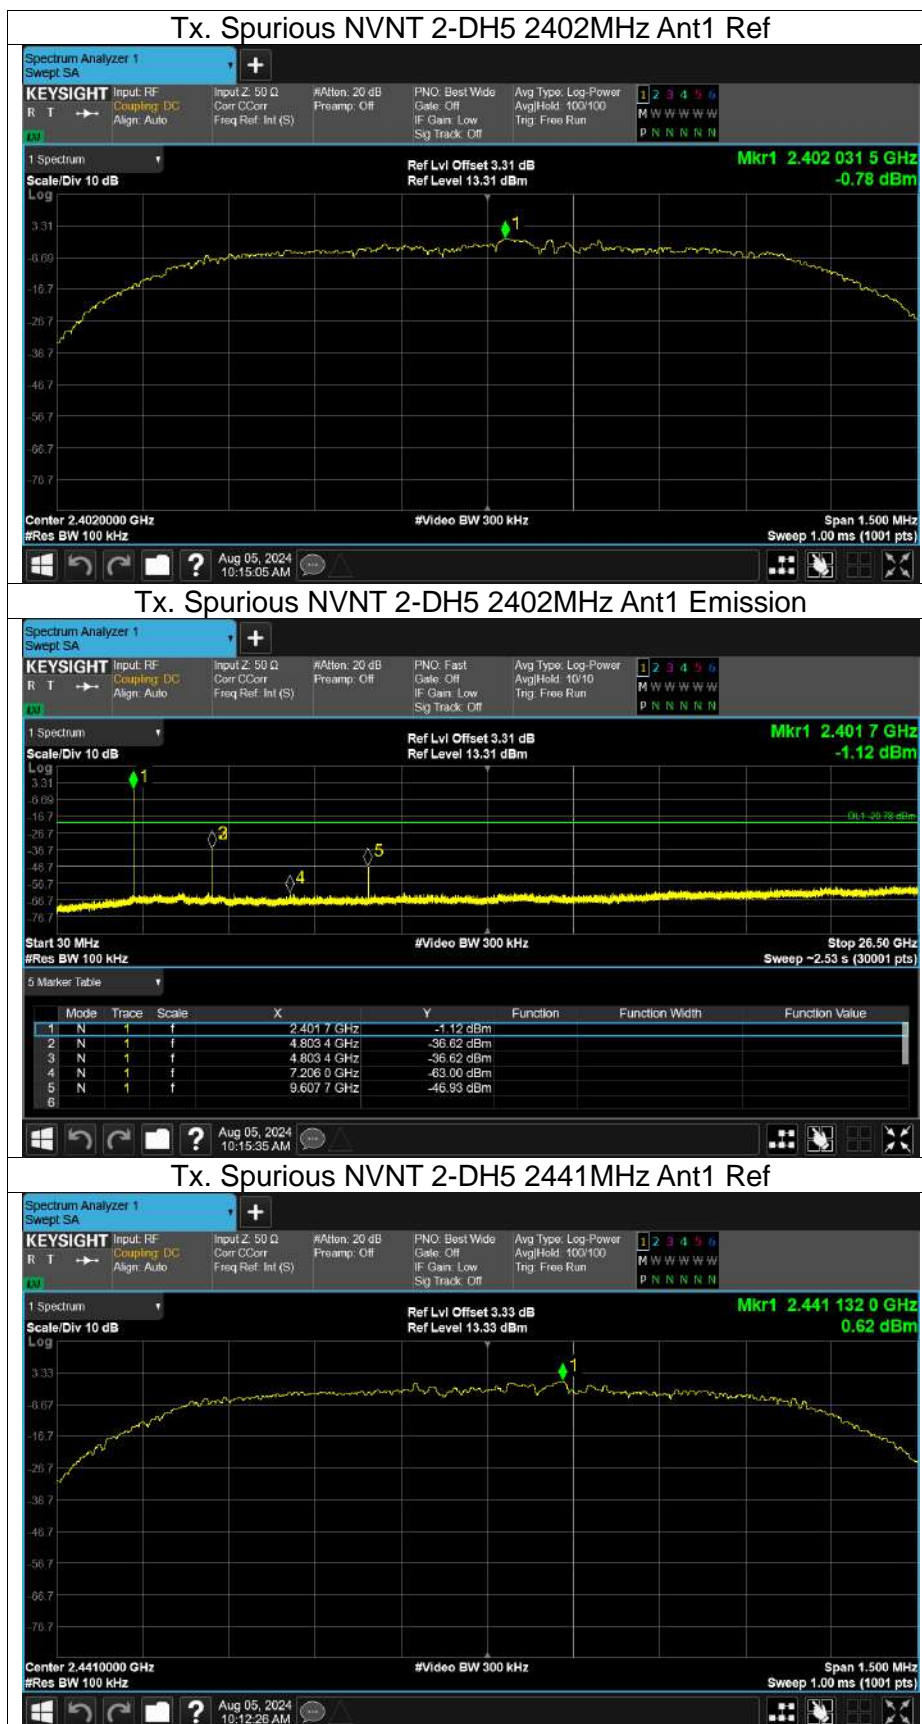 Tx. Spurious NVNT 2-DH5 2402MHz Ant1 Ref
Spectrum Analyzer 1
Swept SA
+
KEYSIGHT Input: RF Input Z: 50 Ω #Atten: 20 dB PNO: Best Wide Avg Type: Log-Power 1 2 3 4 5 6
R T Coupling: DC Corr CCorr Preamp: Off Gate: Off Avg|Hold: 100/100 M W W W W W
Align: Auto Freq Ref: Int (S) IF Gain: Low Trig: Free Run
Sig Track: Off P N N N N N
1 Spectrum Ref Lvl Offset 3.31 dB Mkr1 2.402 031 5 GHz
Scale/Div 10 dB Ref Level 13.31 dBm -0.78 dBm
Log
1
3.31
-6.69
-16.7
-26.7
-36.7
-46.7
-56.7
-66.7
-76.7
Center 2.4020000 GHz #Video BW 300 kHz Span 1.500 MHz
#Res BW 100 kHz Sweep 1.00 ms (1001 pts)
? Aug 05, 2024
10:15:05 AM
Tx. Spurious NVNT 2-DH5 2402MHz Ant1 Emission
Spectrum Analyzer 1
Swept SA
+
KEYSIGHT Input: RF Input Z: 50 Ω #Atten: 20 dB PNO: Fast Avg Type: Log-Power 1 2 3 4 5 6
R T Coupling: DC Corr CCorr Preamp: Off Gate: Off Avg|Hold: 10/10 M W W W W W
Align: Auto Freq Ref: Int (S) IF Gain: Low Trig: Free Run
Sig Track: Off P N N N N N
1 Spectrum Ref Lvl Offset 3.31 dB Mkr1 2.401 7 GHz
Scale/Div 10 dB Ref Level 13.31 dBm -1.12 dBm
Log
1
3.31
-6.69
-16.7 DL1 -20.78 dBm
-26.7
-36.7
5
-46.7
4
-56.7
-66.7
-76.7
Start 30 MHz #Video BW 300 kHz Stop 26.50 GHz
#Res BW 100 kHz Sweep ~2.53 s (30001 pts)
5 Marker Table
Mode Trace Scale X Y Function Function Width Function Value
1 N 1 f 2.401 7 GHz -1.12 dBm
2 N 1 f 4.803 4 GHz -36.62 dBm
3 N 1 f 4.803 4 GHz -36.62 dBm
4 N 1 f 7.206 0 GHz -63.00 dBm
5 N 1 f 9.607 7 GHz -46.93 dBm
6
? Aug 05, 2024
10:15:35 AM
Tx. Spurious NVNT 2-DH5 2441MHz Ant1 Ref
Spectrum Analyzer 1
Swept SA
+
KEYSIGHT Input: RF Input Z: 50 Ω #Atten: 20 dB PNO: Best Wide Avg Type: Log-Power 1 2 3 4 5 6
R T Coupling: DC Corr CCorr Preamp: Off Gate: Off Avg|Hold: 100/100 M W W W W W
Align: Auto Freq Ref: Int (S) IF Gain: Low Trig: Free Run
Sig Track: Off P N N N N N
1 Spectrum Ref Lvl Offset 3.33 dB Mkr1 2.441 132 0 GHz
Scale/Div 10 dB Ref Level 13.33 dBm 0.62 dBm
Log
1
3.33
-6.67
-16.7
-26.7
-36.7
-46.7
-56.7
-66.7
-76.7
Center 2.4410000 GHz #Video BW 300 kHz Span 1.500 MHz
#Res BW 100 kHz Sweep 1.00 ms (1001 pts)
? Aug 05, 2024
10:12:26 AM